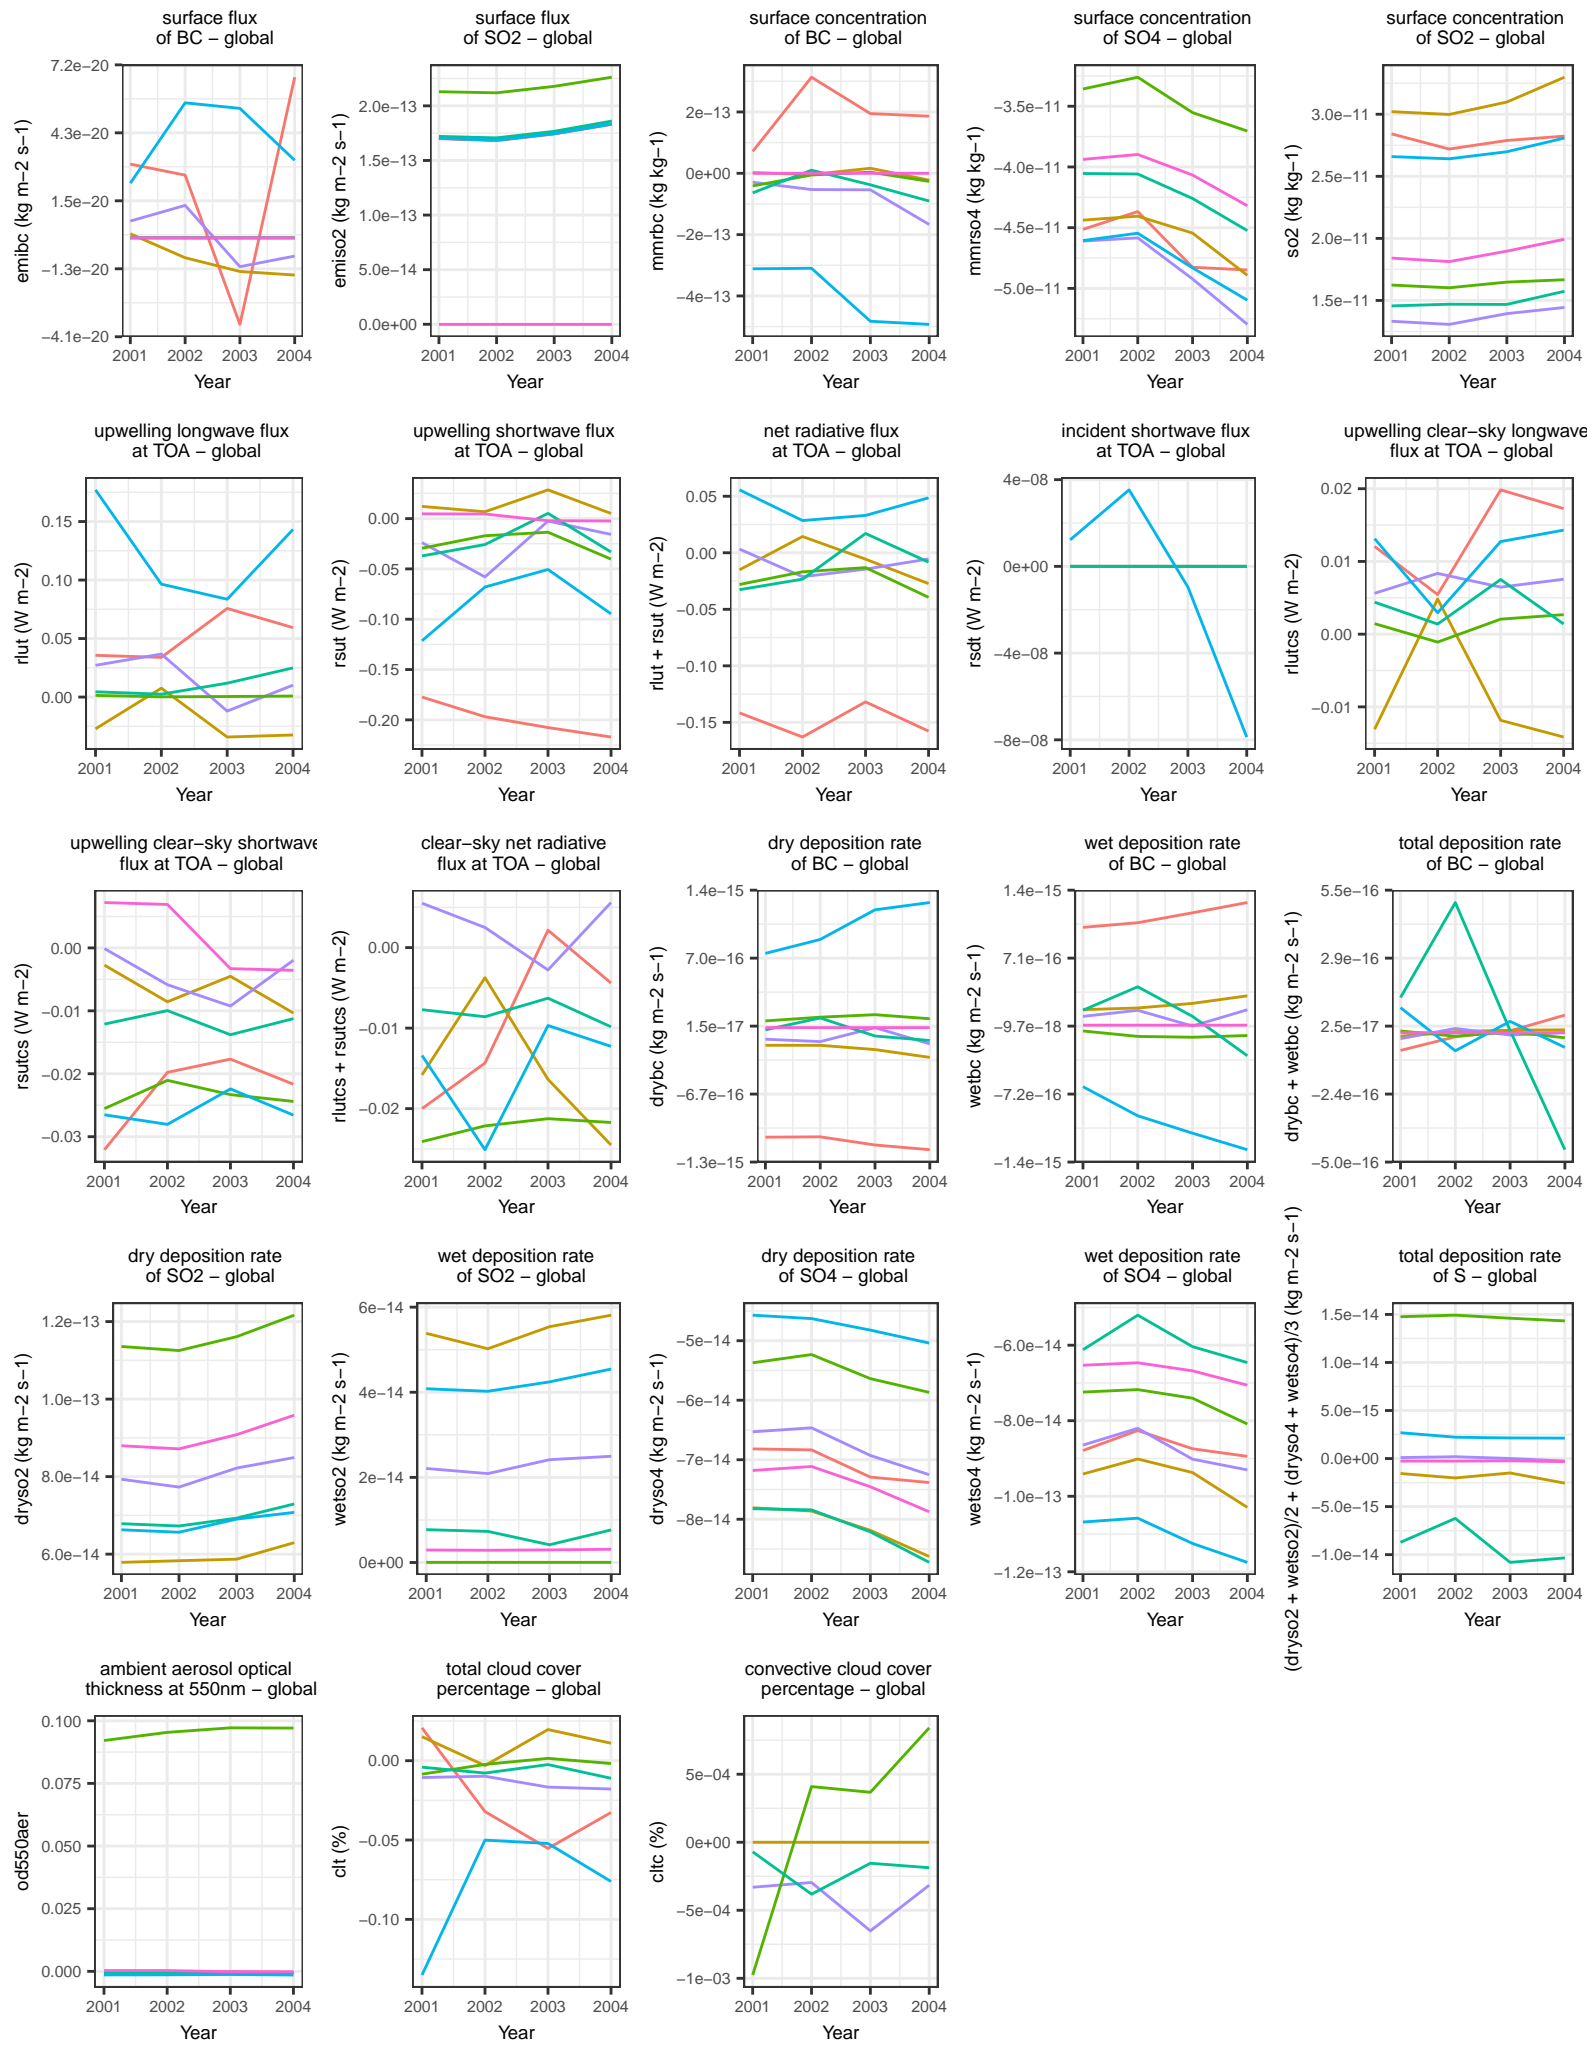 surface flux
of BC – global
surface flux
of SO2 – global
surface concentration
of BC – global
surface concentration
of SO4 – global
surface concentration
of SO2 – global
emibc (kg m−2 s−1)
7.2e−20
4.3e−20
1.5e−20
−1.3e−20
−4.1e−20
2001 2002 2003 2004
Year
emiso2 (kg m−2 s−1)
2.0e−13
1.5e−13
1.0e−13
5.0e−14
0.0e+00
2001 2002 2003 2004
Year
mmrbc (kg kg−1)
2e−13
0e+00
−2e−13
−4e−13
2001 2002 2003 2004
Year
mmrso4 (kg kg−1)
−3.5e−11
−4.0e−11
−4.5e−11
−5.0e−11
2001 2002 2003 2004
Year
so2 (kg kg−1)
3.0e−11
2.5e−11
2.0e−11
1.5e−11
2001 2002 2003 2004
Year
upwelling longwave flux
at TOA – global
upwelling shortwave flux
at TOA – global
net radiative flux
at TOA – global
incident shortwave flux
at TOA – global
upwelling clear−sky longwave
flux at TOA – global
rlut (W m−2)
0.15
0.10
0.05
0.00
2001 2002 2003 2004
Year
rsut (W m−2)
0.00
−0.05
−0.10
−0.15
−0.20
2001 2002 2003 2004
Year
rlut + rsut (W m−2)
0.05
0.00
−0.05
−0.10
−0.15
2001 2002 2003 2004
Year
rsdt (W m−2)
4e−08
0e+00
−4e−08
−8e−08
2001 2002 2003 2004
Year
rlutcs (W m−2)
0.02
0.01
0.00
−0.01
2001 2002 2003 2004
Year
upwelling clear−sky shortwave
flux at TOA – global
clear−sky net radiative
flux at TOA – global
dry deposition rate
of BC – global
wet deposition rate
of BC – global
total deposition rate
of BC – global
rsutcs (W m−2)
0.00
−0.01
−0.02
−0.03
2001 2002 2003 2004
Year
rlutcs + rsutcs (W m−2)
0.00
−0.01
−0.02
2001 2002 2003 2004
Year
drybc (kg m−2 s−1)
1.4e−15
7.0e−16
1.5e−17
−6.7e−16
−1.3e−15
2001 2002 2003 2004
Year
wetbc (kg m−2 s−1)
1.4e−15
7.1e−16
−9.7e−18
−7.2e−16
−1.4e−15
2001 2002 2003 2004
Year
drybc + wetbc (kg m−2 s−1)
5.5e−16
2.9e−16
2.5e−17
−2.4e−16
−5.0e−16
2001 2002 2003 2004
Year
dry deposition rate
of SO2 – global
wet deposition rate
of SO2 – global
dry deposition rate
of SO4 – global
wet deposition rate
of SO4 – global
total deposition rate
of S – global
dryso2 (kg m−2 s−1)
1.2e−13
1.0e−13
8.0e−14
6.0e−14
2001 2002 2003 2004
Year
wetso2 (kg m−2 s−1)
6e−14
4e−14
2e−14
0e+00
2001 2002 2003 2004
Year
dryso4 (kg m−2 s−1)
−5e−14
−6e−14
−7e−14
−8e−14
2001 2002 2003 2004
Year
wetso4 (kg m−2 s−1)
−6.0e−14
−8.0e−14
−1.0e−13
−1.2e−13
2001 2002 2003 2004
Year
(dryso2 + wetso2)/2 + (dryso4 + wetso4)/3 (kg m−2 s−1)
1.5e−14
1.0e−14
5.0e−15
0.0e+00
−5.0e−15
−1.0e−14
2001 2002 2003 2004
Year
ambient aerosol optical
thickness at 550nm – global
total cloud cover
percentage – global
convective cloud cover
percentage – global
od550aer
0.100
0.075
0.050
0.025
0.000
2001 2002 2003 2004
Year
clt (%)
0.00
−0.05
−0.10
2001 2002 2003 2004
Year
cltc (%)
5e−04
0e+00
−5e−04
−1e−03
2001 2002 2003 2004
Year